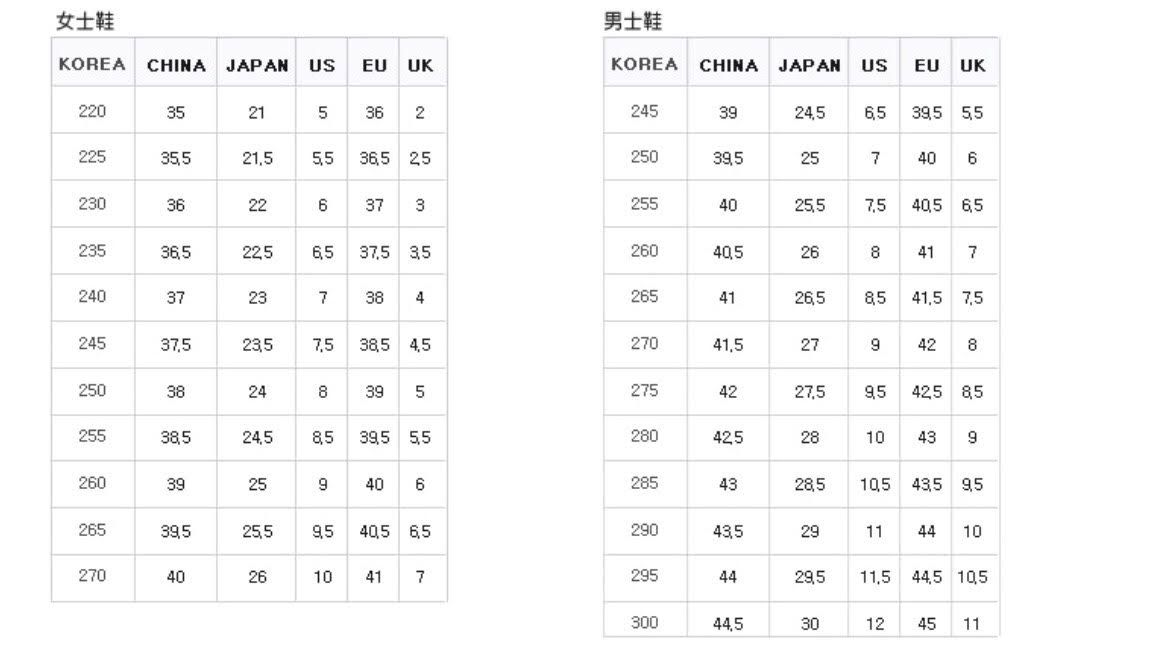 女士鞋
KOREA CHINA JAPAN US EU UK
220 35 21 5 36 2
225 35,5 21,5 5,5 36,5 2,5
230 36 22 6 37 3
235 36,5 22,5 6,5 37,5 3,5
240 37 23 7 38 4
245 37,5 23,5 7,5 38,5 4,5
250 38 24 8 39 5
255 38,5 24,5 8,5 39,5 5,5
260 39 25 9 40 6
265 39,5 25,5 9,5 40,5 6,5
270 40 26 10 41 7
男士鞋
KOREA CHINA JAPAN US EU UK
245 39 24,5 6,5 39,5 5,5
250 39,5 25 7 40 6
255 40 25,5 7,5 40,5 6,5
260 40,5 26 8 41 7
265 41 26,5 8,5 41,5 7,5
270 41,5 27 9 42 8
275 42 27,5 9,5 42,5 8,5
280 42,5 28 10 43 9
285 43 28,5 10,5 43,5 9,5
290 43,5 29 11 44 10
295 44 29,5 11,5 44,5 10,5
300 44,5 30 12 45 11